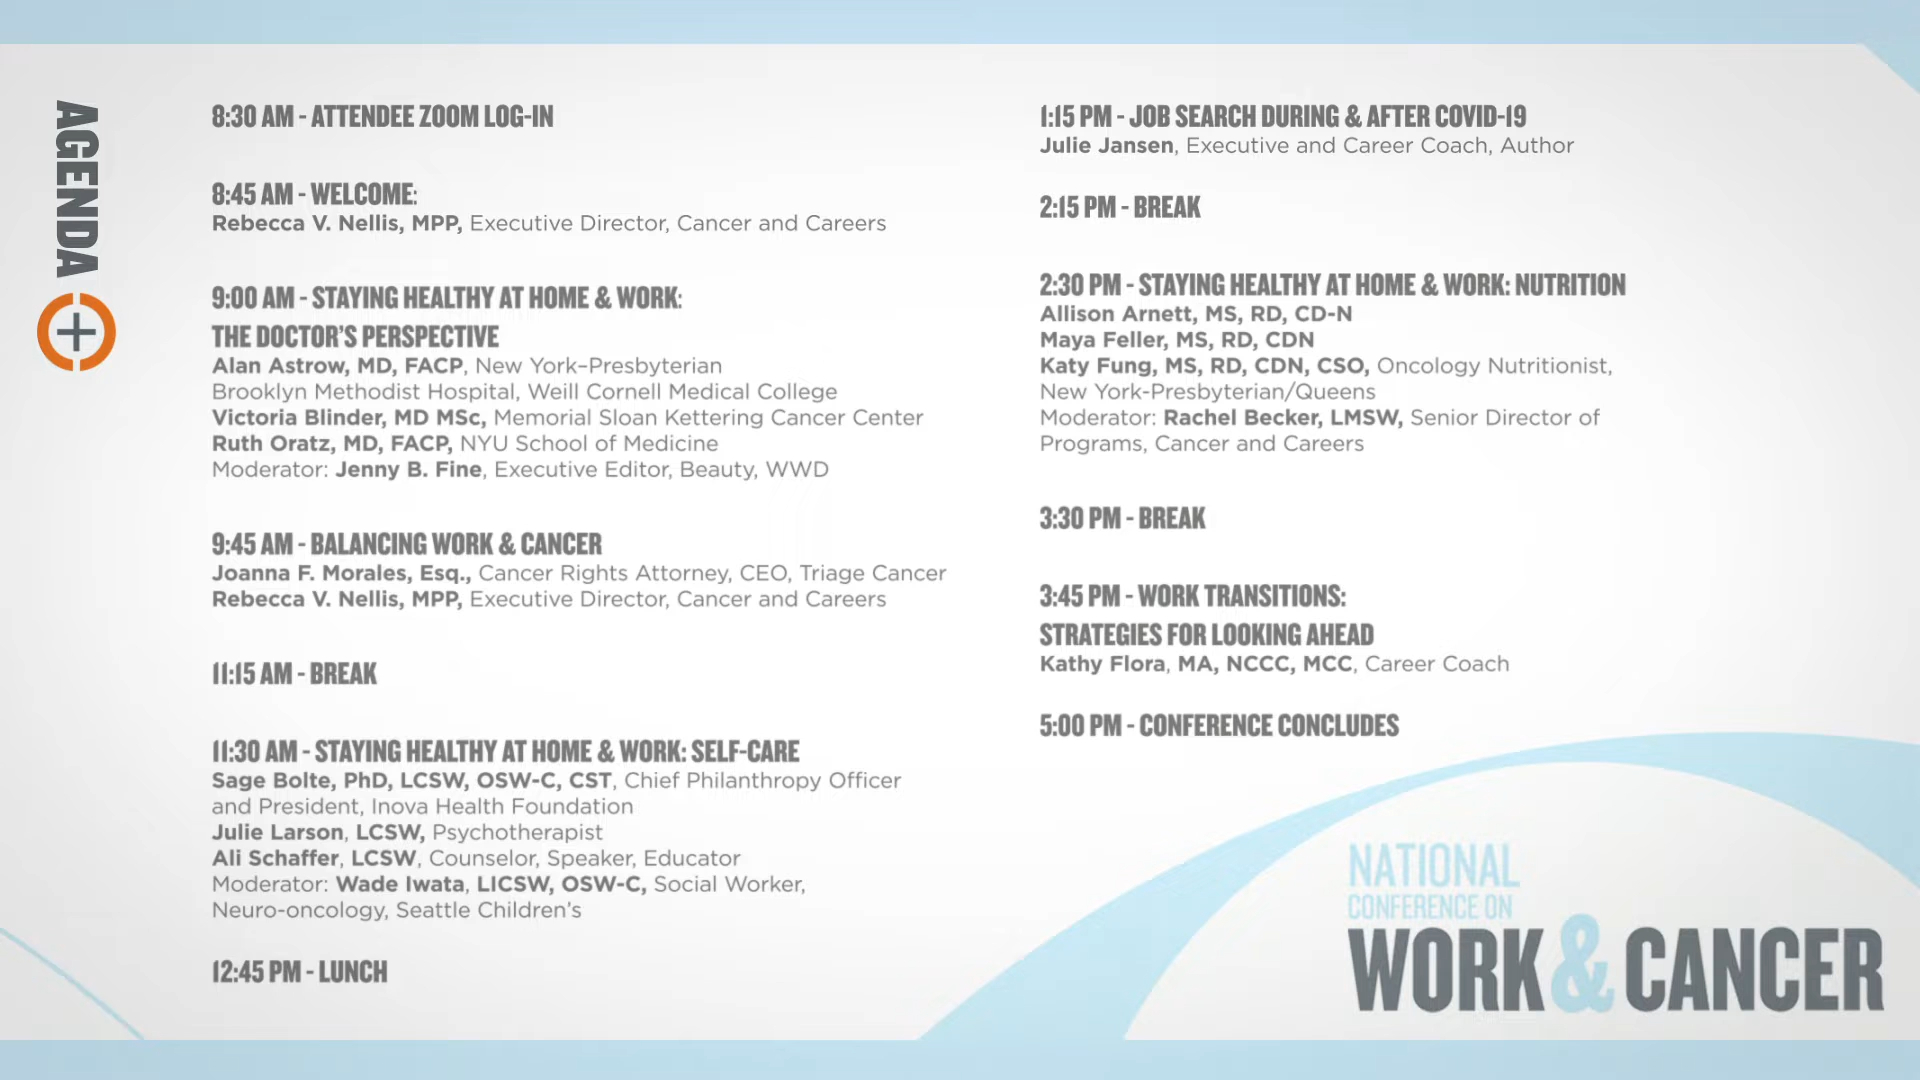 AGENDA
8:30 AM - ATTENDEE ZOOM LOG-IN
8:45 AM - WELCOME:
Rebecca V. Nellis, MPP, Executive Director, Cancer and Careers
9:00 AM - STAYING HEALTHY AT HOME & WORK:
THE DOCTOR'S PERSPECTIVE
Alan Astrow, MD, FACP, New York–Presbyterian
Brooklyn Methodist Hospital, Weill Cornell Medical College
Victoria Blinder, MD MSc, Memorial Sloan Kettering Cancer Center
Ruth Oratz, MD, FACP, NYU School of Medicine
Moderator: Jenny B. Fine, Executive Editor, Beauty, WWD
9:45 AM - BALANCING WORK & CANCER
Joanna F. Morales, Esq., Cancer Rights Attorney, CEO, Triage Cancer
Rebecca V. Nellis, MPP, Executive Director, Cancer and Careers
11:15 AM - BREAK
11:30 AM - STAYING HEALTHY AT HOME & WORK: SELF-CARE
Sage Bolte, PhD, LCSW, OSW-C, CST, Chief Philanthropy Officer
and President, Inova Health Foundation
Julie Larson, LCSW, Psychotherapist
Ali Schaffer, LCSW, Counselor, Speaker, Educator
Moderator: Wade Iwata, LICSW, OSW-C, Social Worker,
Neuro-oncology, Seattle Children's
12:45 PM - LUNCH
1:15 PM - JOB SEARCH DURING & AFTER COVID-19
Julie Jansen, Executive and Career Coach, Author
2:15 PM - BREAK
2:30 PM - STAYING HEALTHY AT HOME & WORK: NUTRITION
Allison Arnett, MS, RD, CD-N
Maya Feller, MS, RD, CDN
Katy Fung, MS, RD, CDN, CSO, Oncology Nutritionist,
New York-Presbyterian/Queens
Moderator: Rachel Becker, LMSW, Senior Director of
Programs, Cancer and Careers
3:30 PM - BREAK
3:45 PM - WORK TRANSITIONS:
STRATEGIES FOR LOOKING AHEAD
Kathy Flora, MA, NCCC, MCC, Career Coach
5:00 PM - CONFERENCE CONCLUDES
NATIONAL
CONFERENCE ON
WORK & CANCER